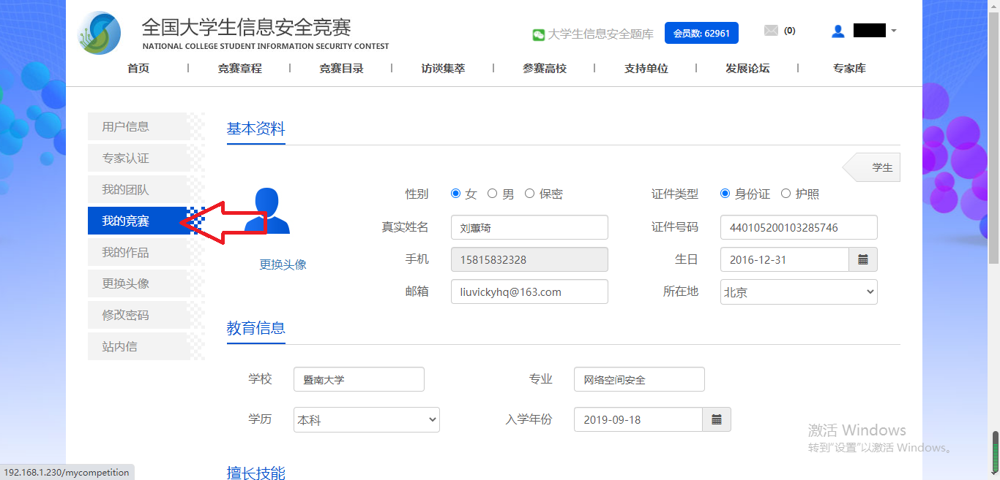 全国大学生信息安全竞赛
NATIONAL COLLEGE STUDENT INFORMATION SECURITY CONTEST
大学生信息安全题库
会员数: 62961
(0)
首页 | 竞赛章程 | 竞赛目录 | 访谈集萃 | 参赛高校 | 支持单位 | 发展论坛 | 专家库
用户信息
专家认证
我的团队
我的竞赛
我的作品
更换头像
修改密码
站内信
基本资料
学生
更换头像
性别 女 男 保密
证件类型 身份证 护照
真实姓名 刘蕙琦
证件号码 440105200103285746
手机 15815832328
生日 2016-12-31
邮箱 liuvickyhq@163.com
所在地 北京
教育信息
学校 暨南大学
专业 网络空间安全
学历 本科
入学年份 2019-09-18
擅长技能
激活 Windows
转到"设置"以激活 Windows。
192.168.1.230/mycompetition